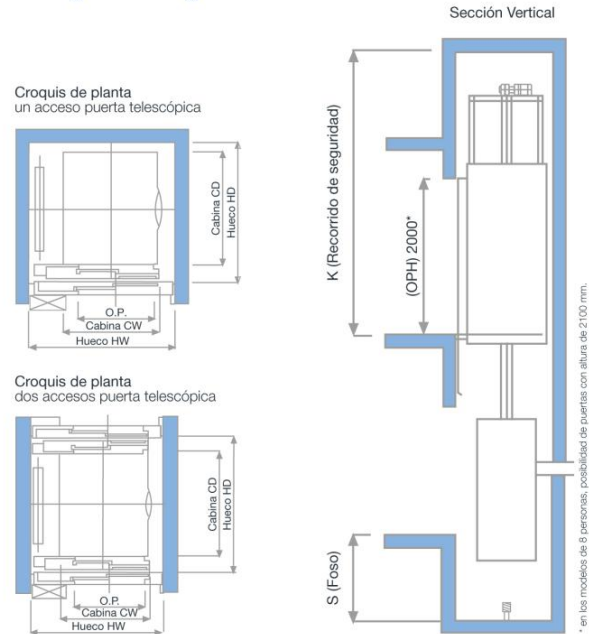 Sección Vertical
Croquis de planta
un acceso puerta telescópica
Cabina CD
Hueco HD
O.P.
Cabina CW
Hueco HW
Croquis de planta
dos accesos puerta telescópica
Cabina CD
Hueco HD
O.P.
Cabina CW
Hueco HW
K (Recorrido de seguridad)
(OPH) 2000*
S (Foso)
* en los modelos de 8 personas, posibilidad de puertas con altura de 2100 mm.